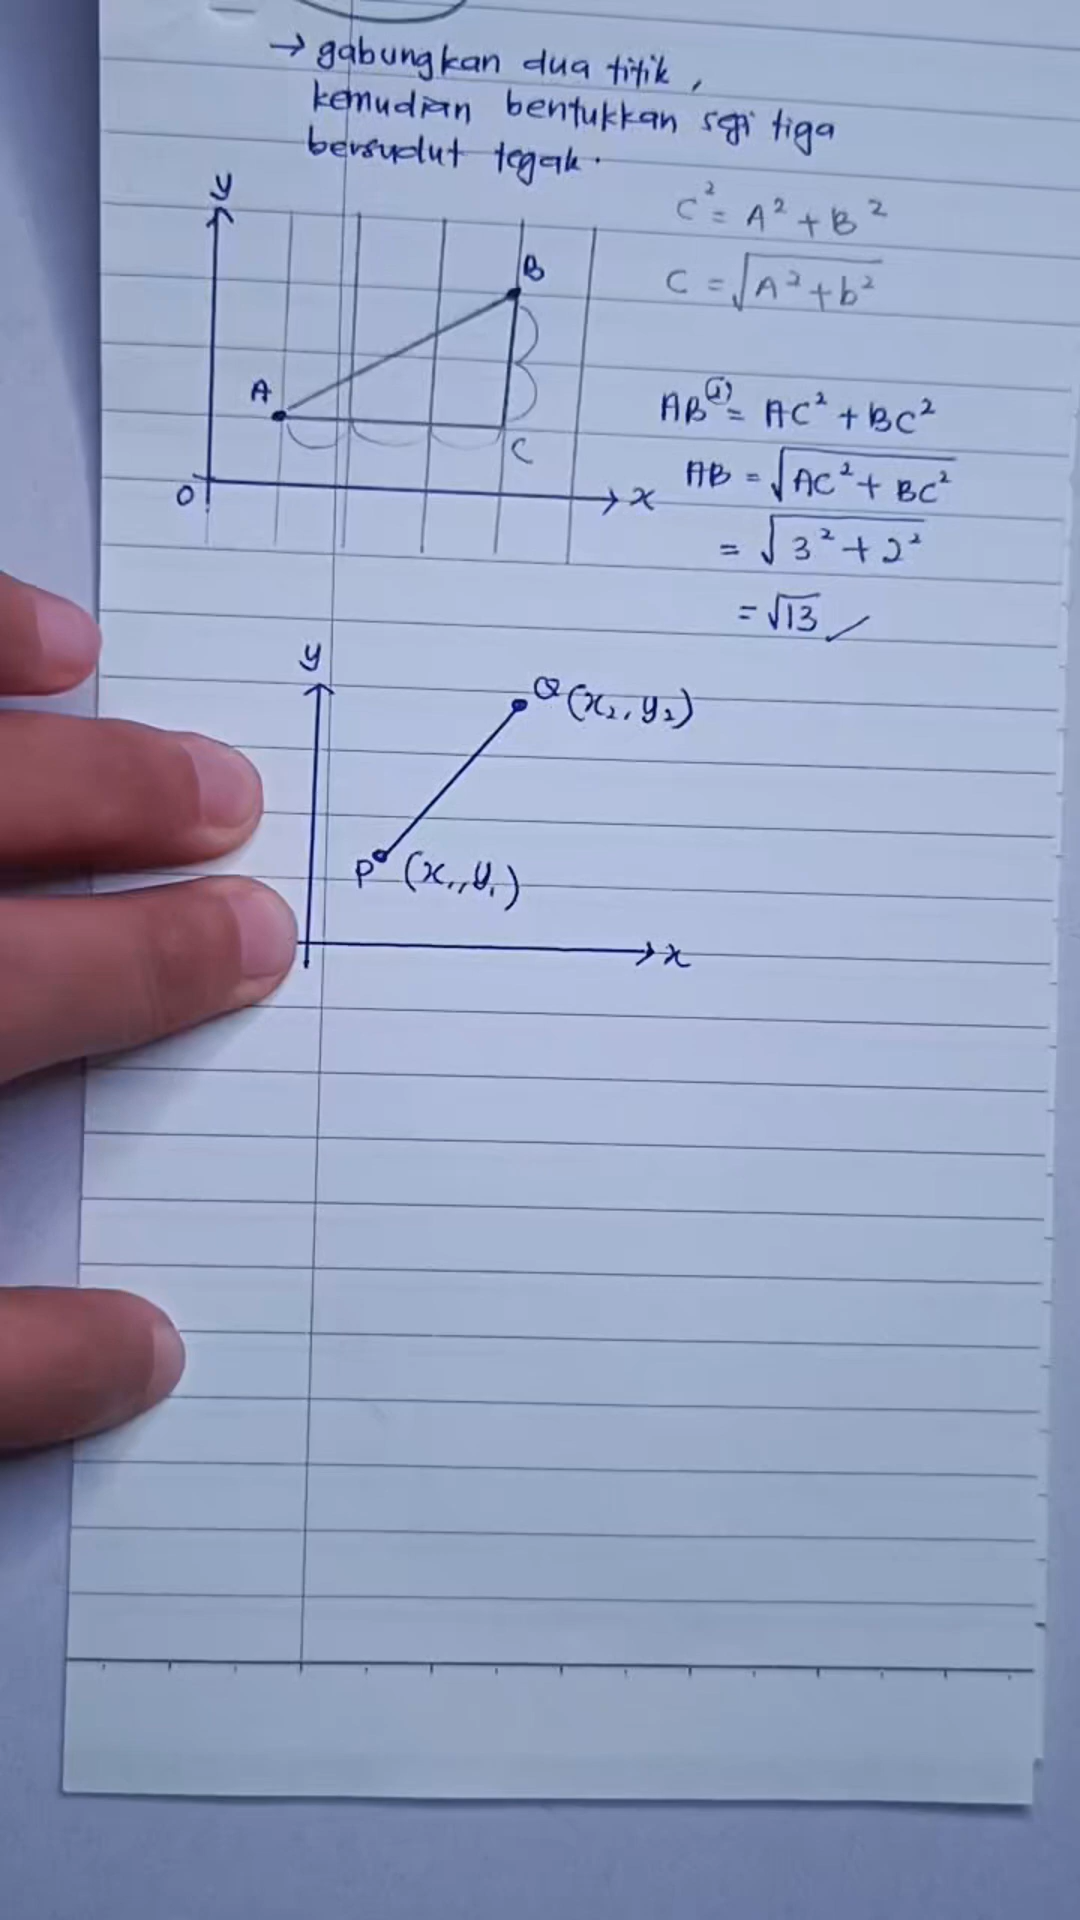 → gabungkan dua titik,
kemudian bentukkan segi tiga
bersudut tegak.
C² = A² + B²
C = √A² + b²
y
B
A
C
O
x
AB² = AC² + BC²
AB = √AC² + BC²
= √3² + 2²
= √13
y
Q (x₂, y₂)
P (x₁, y₁)
x